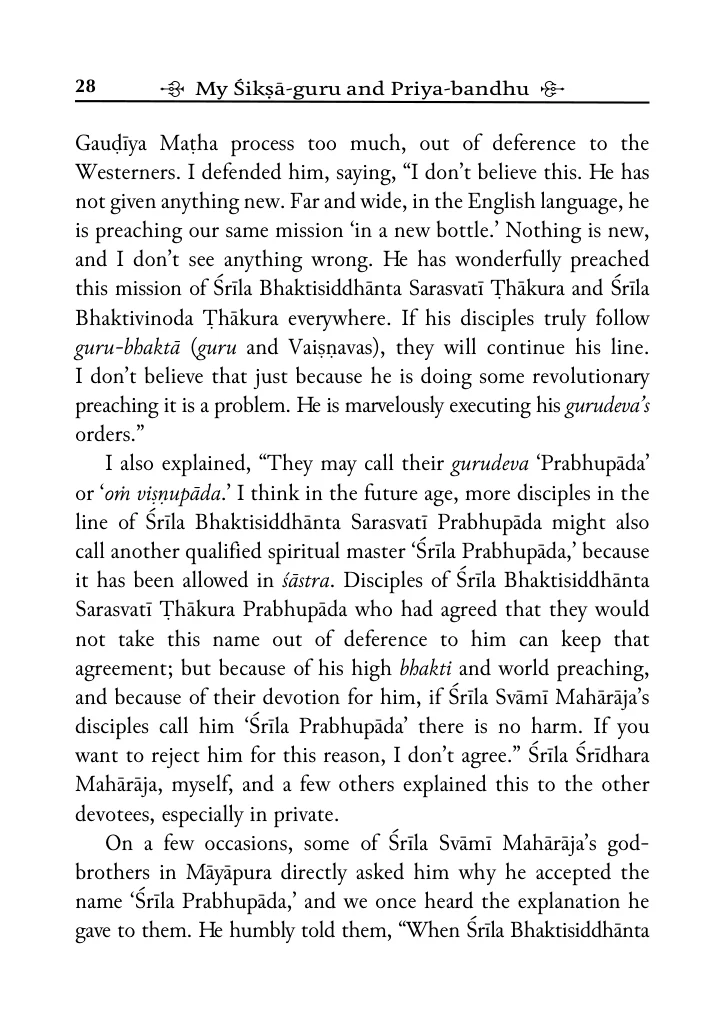 28
My Śikṣā-guru and Priya-bandhu
Gauḍīya Maṭha process too much, out of deference to the
Westerners. I defended him, saying, “I don’t believe this. He has
not given anything new. Far and wide, in the English language, he
is preaching our same mission ‘in a new bottle.’ Nothing is new,
and I don’t see anything wrong. He has wonderfully preached
this mission of Śrīla Bhaktisiddhānta Sarasvatī Ṭhākura and Śrīla
Bhaktivinoda Ṭhākura everywhere. If his disciples truly follow
guru-bhaktā (guru and Vaiṣṇavas), they will continue his line.
I don’t believe that just because he is doing some revolutionary
preaching it is a problem. He is marvelously executing his gurudeva’s
orders.”
I also explained, “They may call their gurudeva ‘Prabhupāda’
or ‘oṁ viṣṇupāda.’ I think in the future age, more disciples in the
line of Śrīla Bhaktisiddhānta Sarasvatī Prabhupāda might also
call another qualified spiritual master ‘Śrīla Prabhupāda,’ because
it has been allowed in śāstra. Disciples of Śrīla Bhaktisiddhānta
Sarasvatī Ṭhākura Prabhupāda who had agreed that they would
not take this name out of deference to him can keep that
agreement; but because of his high bhakti and world preaching,
and because of their devotion for him, if Śrīla Svāmī Mahārāja’s
disciples call him ‘Śrīla Prabhupāda’ there is no harm. If you
want to reject him for this reason, I don’t agree.” Śrīla Śrīdhara
Mahārāja, myself, and a few others explained this to the other
devotees, especially in private.
On a few occasions, some of Śrīla Svāmī Mahārāja’s god-
brothers in Māyāpura directly asked him why he accepted the
name ‘Śrīla Prabhupāda,’ and we once heard the explanation he
gave to them. He humbly told them, “When Śrīla Bhaktisiddhānta